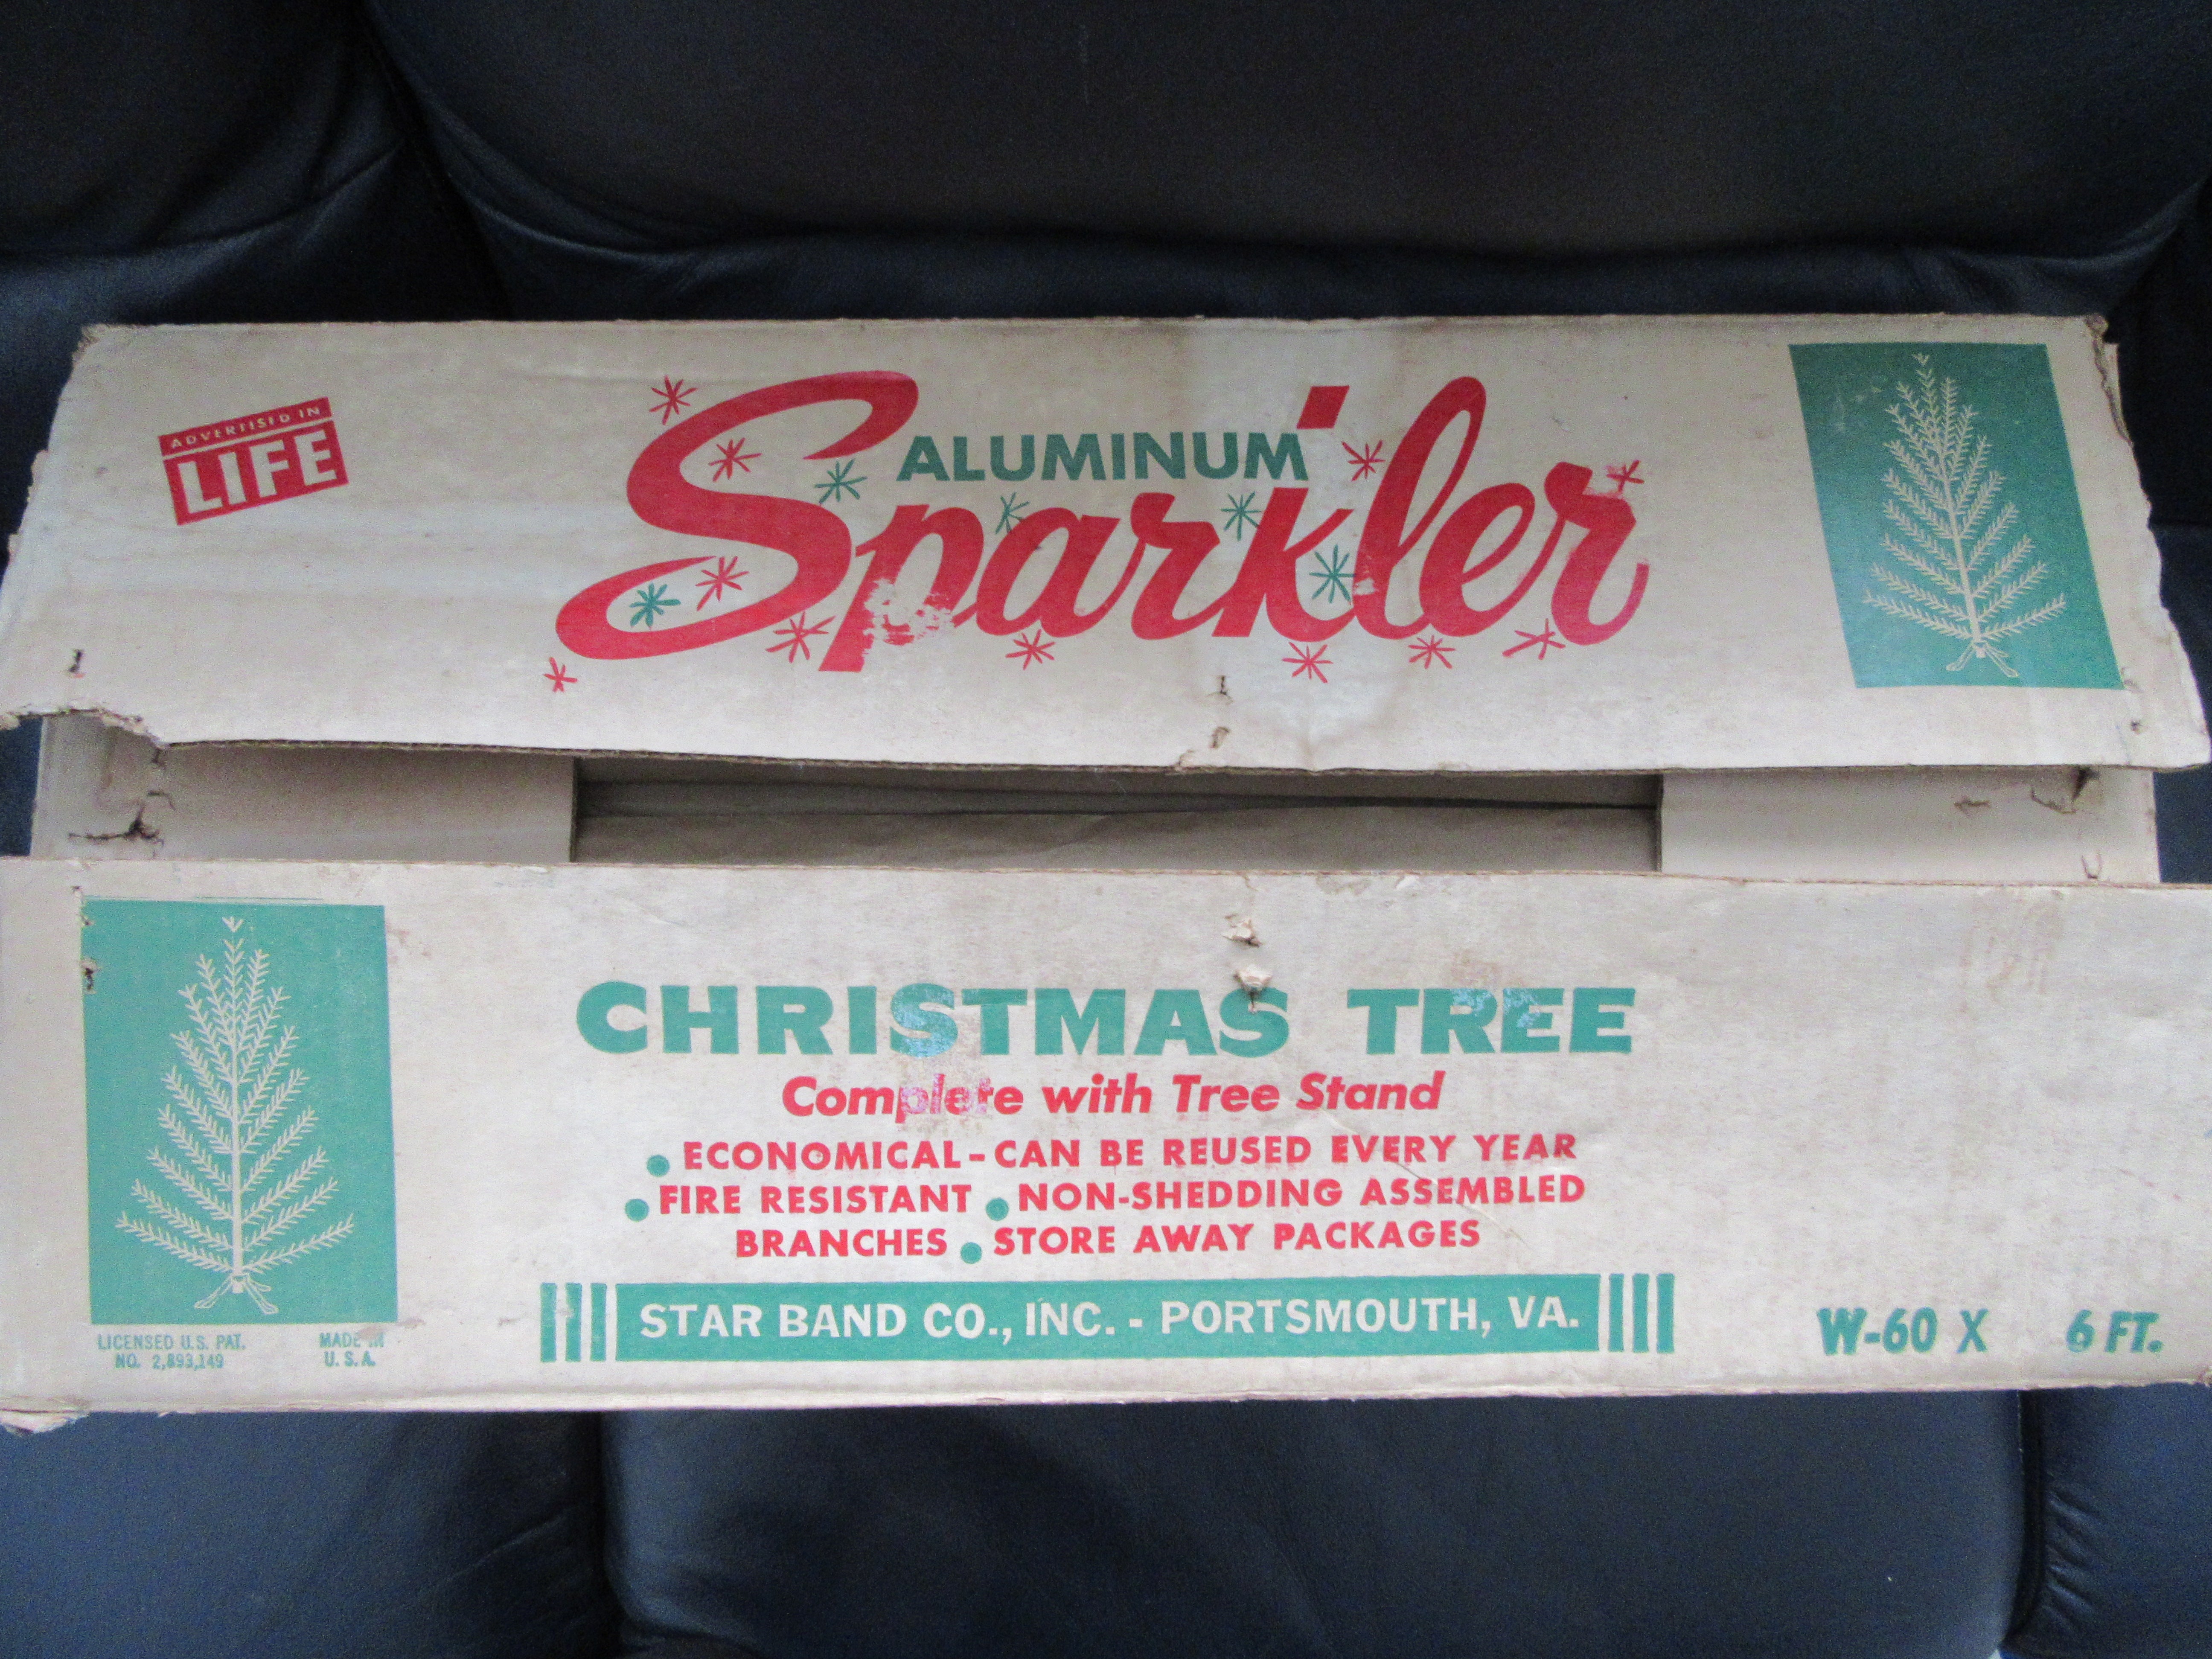 ADVERTISED IN
LIFE
ALUMINUM
Sparkler
CHRISTMAS TREE
Complete with Tree Stand
• ECONOMICAL - CAN BE REUSED EVERY YEAR
• FIRE RESISTANT • NON-SHEDDING ASSEMBLED
BRANCHES • STORE AWAY PACKAGES
STAR BAND CO., INC. - PORTSMOUTH, VA.
LICENSED U.S. PAT.
NO. 2,893,149
MADE IN
U.S.A.
W-60 X 6 FT.